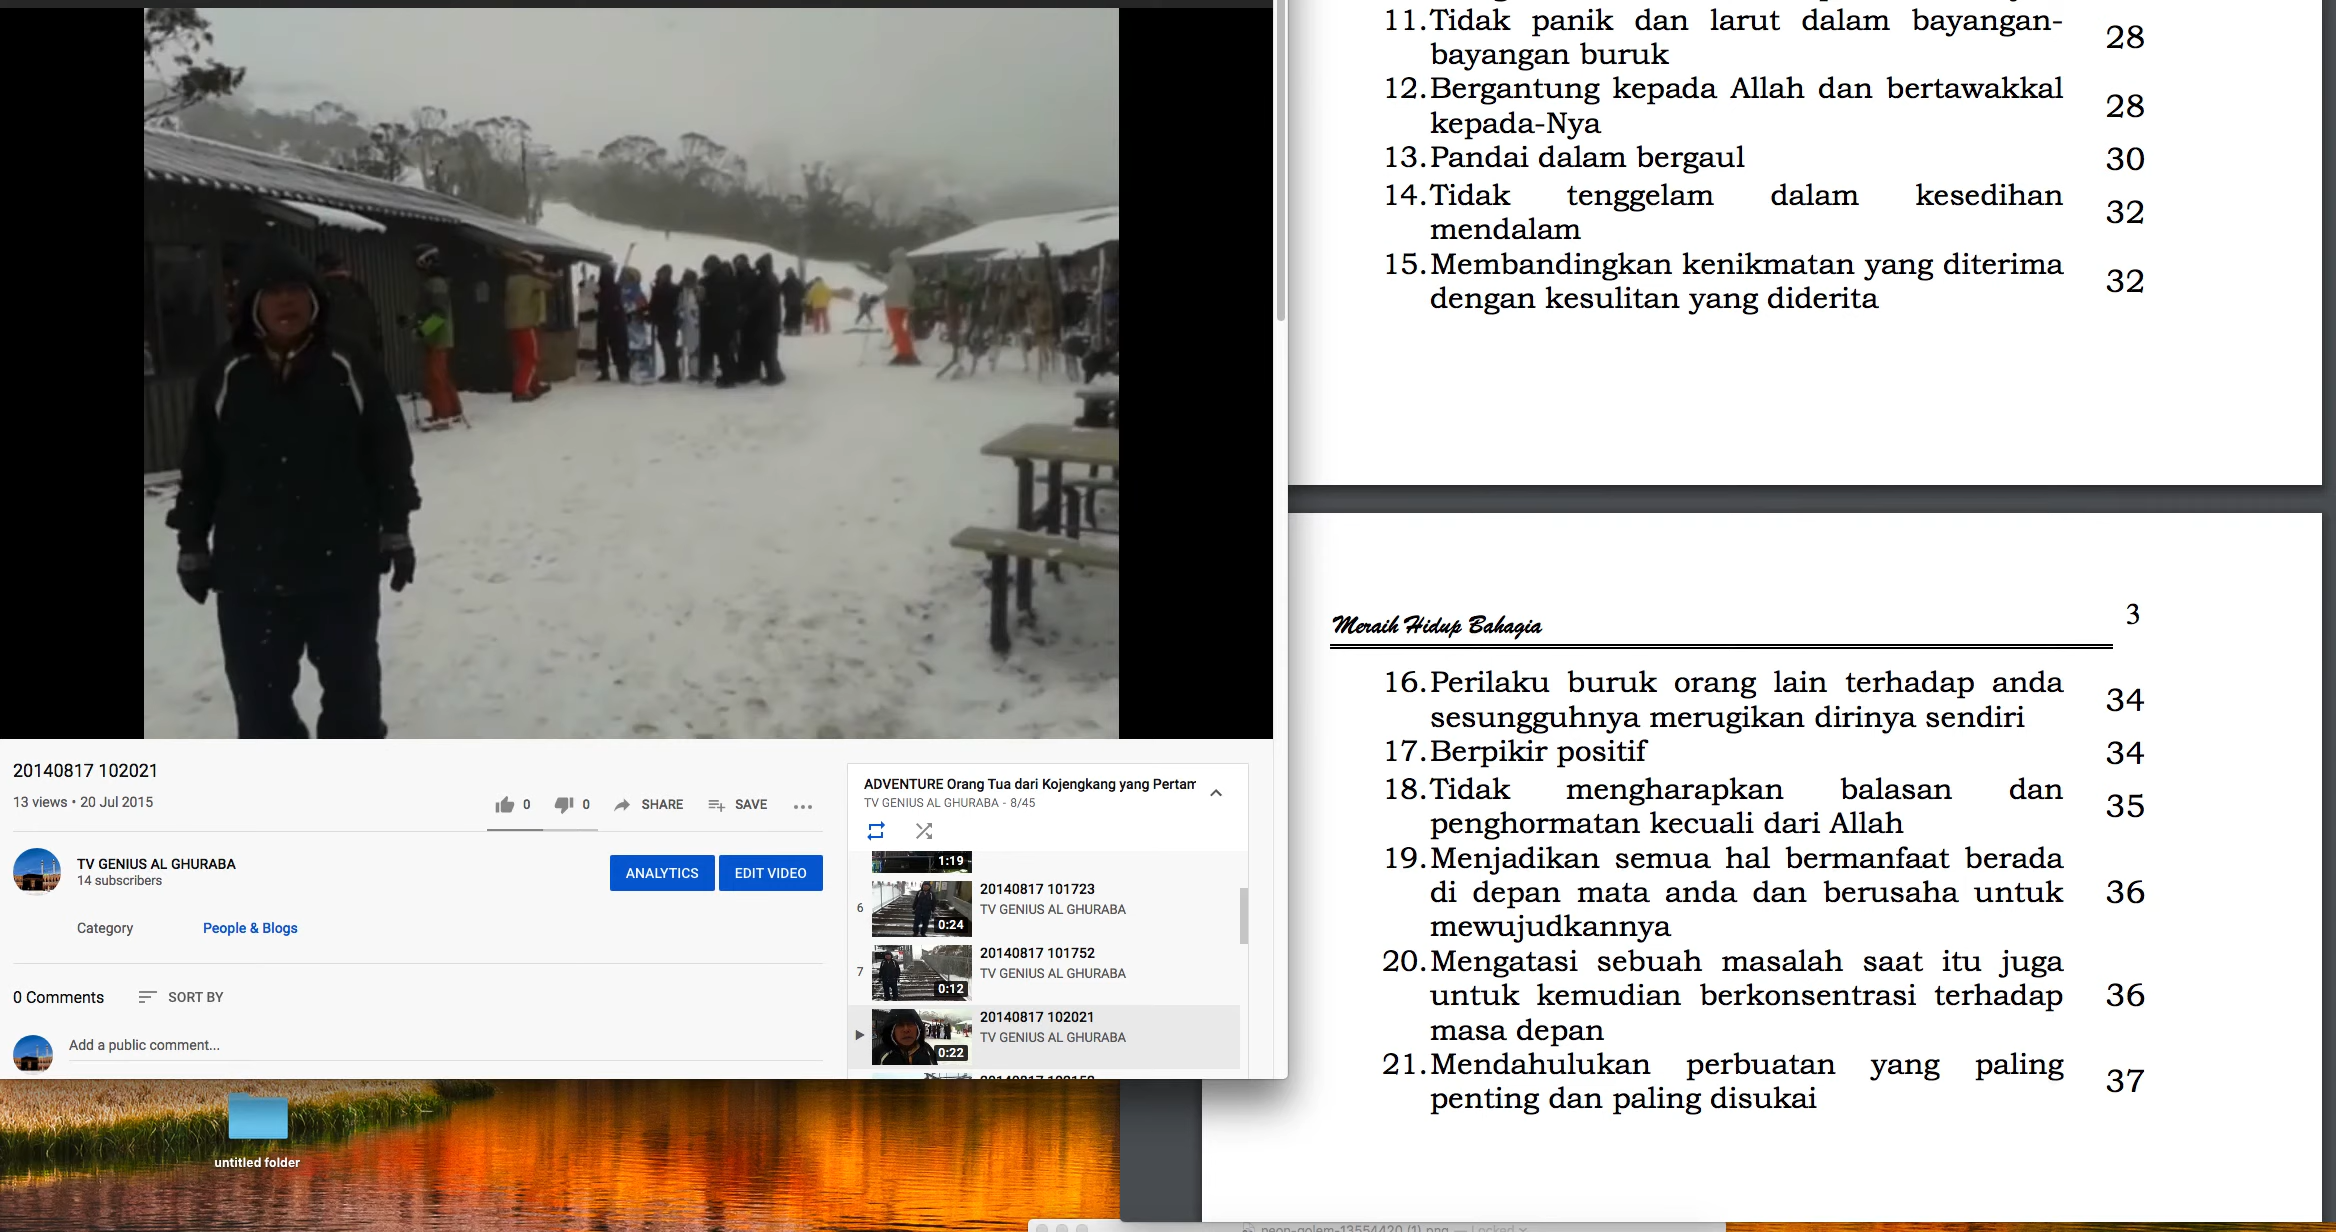 20140817 102021
13 views • 20 Jul 2015
0
0
SHARE
SAVE
TV GENIUS AL GHURABA
14 subscribers
ANALYTICS
EDIT VIDEO
Category
People & Blogs
0 Comments
SORT BY
Add a public comment...
ADVENTURE Orang Tua dari Kojengkang yang
TV GENIUS AL GHURABA - 8/45
1:19
6
0:24
20140817 101723
TV GENIUS AL GHURABA
7
0:12
20140817 101752
TV GENIUS AL GHURABA
0:22
20140817 102021
TV GENIUS AL GHURABA
untitled folder
11. Tidak panik dan larut dalam bayangan-
bayangan buruk
28
12. Bergantung kepada Allah dan bertawakkal
kepada-Nya
28
13. Pandai dalam bergaul 30
14. Tidak tenggelam dalam kesedihan
mendalam
32
15. Membandingkan kenikmatan yang diterima
dengan kesulitan yang diderita
32
Meraih Hidup Bahagia 3
16. Perilaku buruk orang lain terhadap anda
sesungguhnya merugikan dirinya sendiri
34
17. Berpikir positif 34
18. Tidak mengharapkan balasan dan
penghormatan kecuali dari Allah
35
19. Menjadikan semua hal bermanfaat berada
di depan mata anda dan berusaha untuk 36
mewujudkannya
20. Mengatasi sebuah masalah saat itu juga
untuk kemudian berkonsentrasi terhadap 36
masa depan
21. Mendahulukan perbuatan yang paling
penting dan paling disukai
37